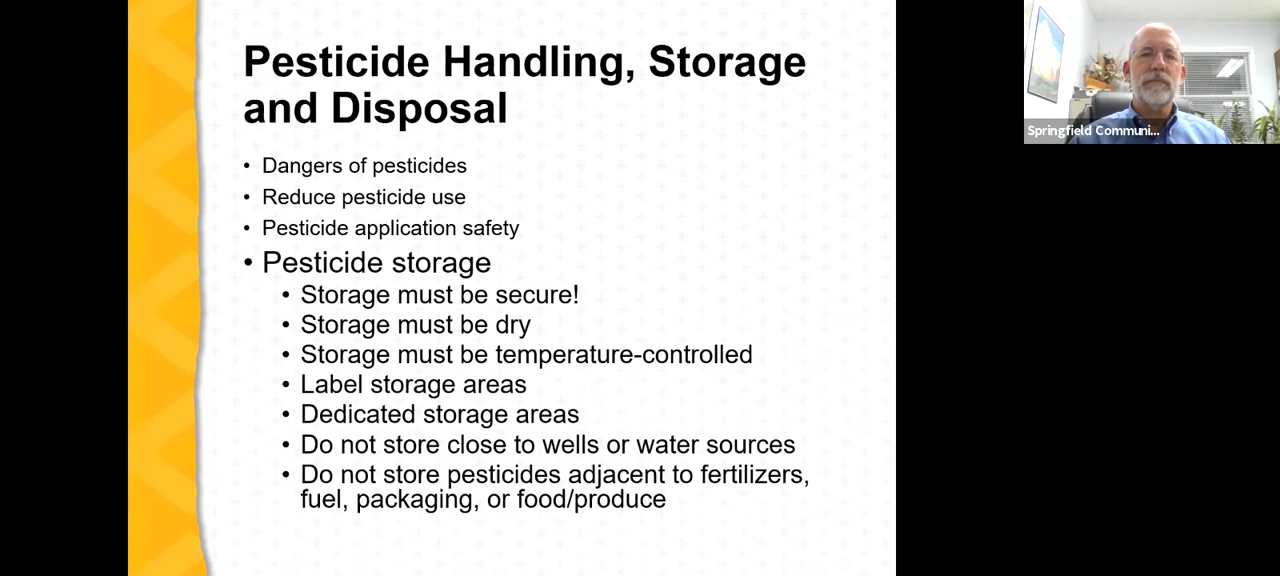 Pesticide Handling, Storage
and Disposal
• Dangers of pesticides
• Reduce pesticide use
• Pesticide application safety
• Pesticide storage
• Storage must be secure!
• Storage must be dry
• Storage must be temperature-controlled
• Label storage areas
• Dedicated storage areas
• Do not store close to wells or water sources
• Do not store pesticides adjacent to fertilizers,
fuel, packaging, or food/produce
Springfield Communi...